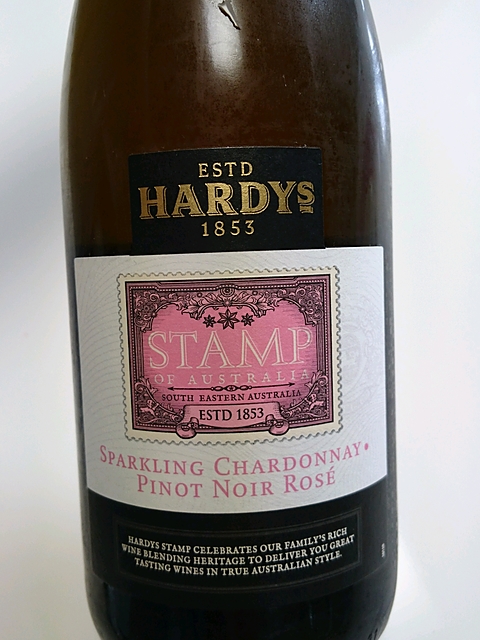 ESTD
HARDYS
1853
STAMP
OF AUSTRALIA
SOUTH EASTERN AUSTRALIA
ESTD 1853
SPARKLING CHARDONNAY •
PINOT NOIR ROSÉ
HARDYS STAMP CELEBRATES OUR FAMILY'S RICH
WINE BLENDING HERITAGE TO DELIVER YOU GREAT
TASTING WINES IN TRUE AUSTRALIAN STYLE.